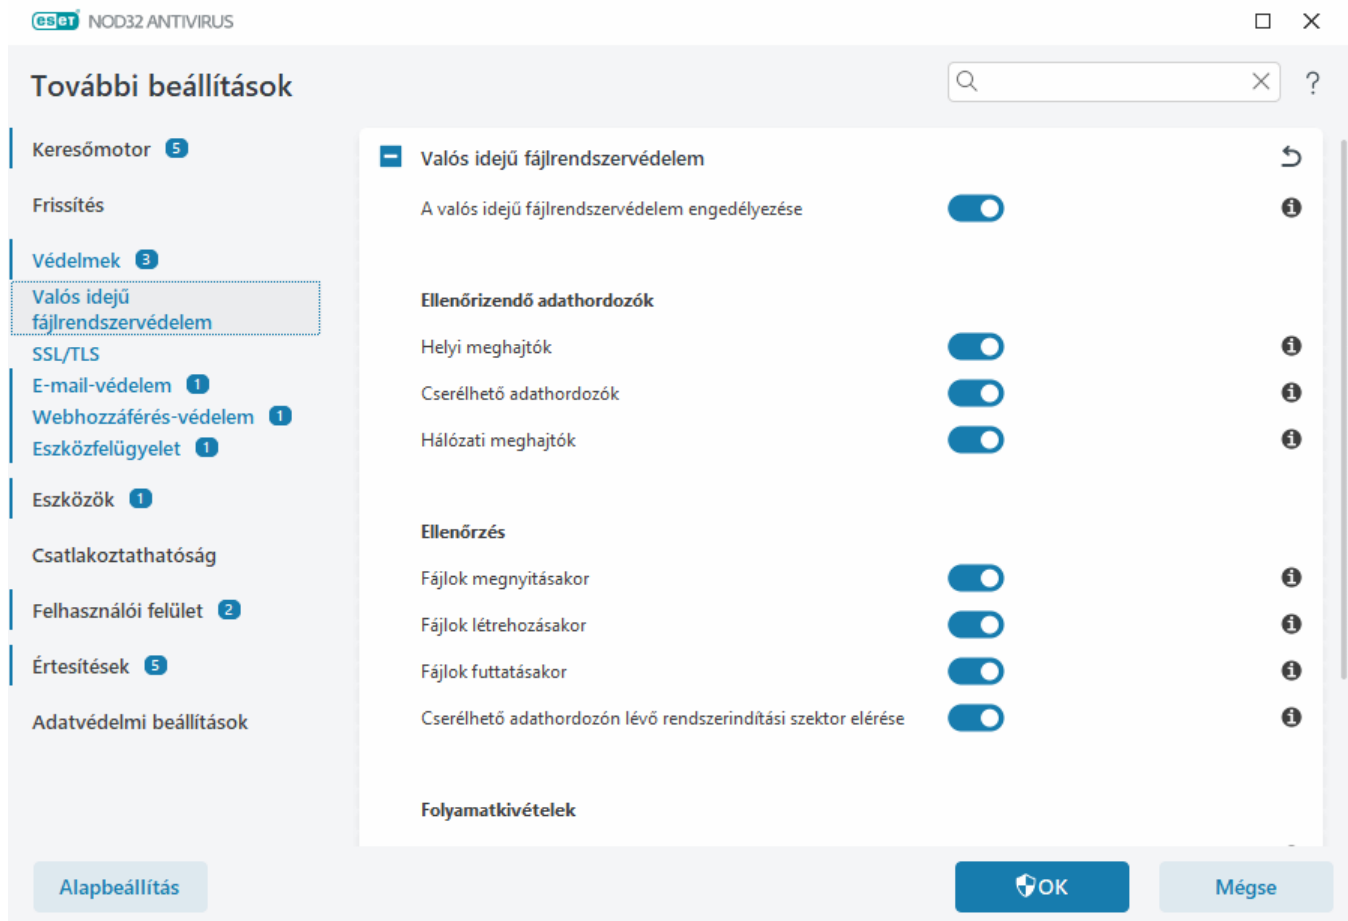 eset NOD32 ANTIVIRUS
További beállítások
?
Keresőmotor 5
Frissítés
Védelmek 3
Valós idejű
fájlrendszervédelem
SSL/TLS
E-mail-védelem 1
Webhozzáférés-védelem 1
Eszközfelügyelet 1
Eszközök 1
Csatlakoztathatóság
Felhasználói felület 2
Értesítések 5
Adatvédelmi beállítások
Valós idejű fájlrendszervédelem
A valós idejű fájlrendszervédelem engedélyezése
Ellenőrizendő adathordozók
Helyi meghajtók
Cserélhető adathordozók
Hálózati meghajtók
Ellenőrzés
Fájlok megnyitásakor
Fájlok létrehozásakor
Fájlok futtatásakor
Cserélhető adathordozón lévő rendszerindítási szektor elérése
Folyamatkivételek
Alapbeállítás
OK
Mégse